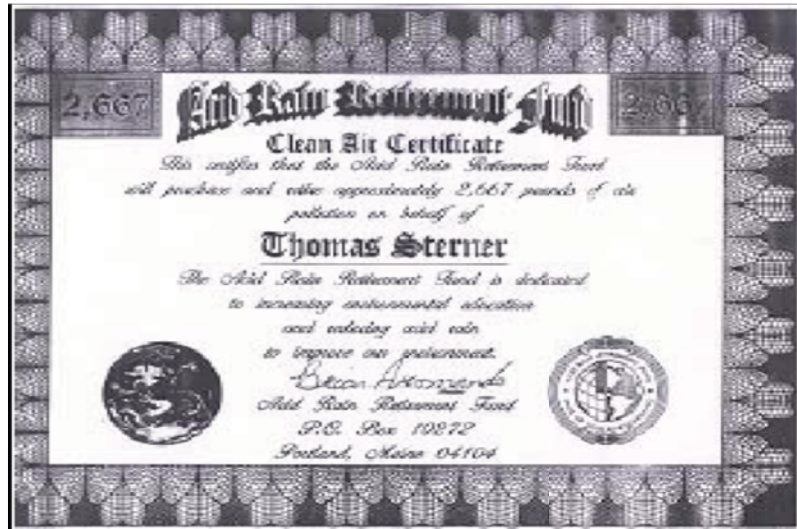 2,667 Acid Rain Retirement Fund 2,667
Clean Air Certificate
This certifies that the Acid Rain Retirement Fund
will purchase and retire approximately 2,667 pounds of air
pollution on behalf of
Thomas Sterner
The Acid Rain Retirement Fund is dedicated
to increasing environmental education
and reducing acid rain
to improve our environment.
Acid Rain Retirement Fund
P.O. Box 10272
Portland, Maine 04104